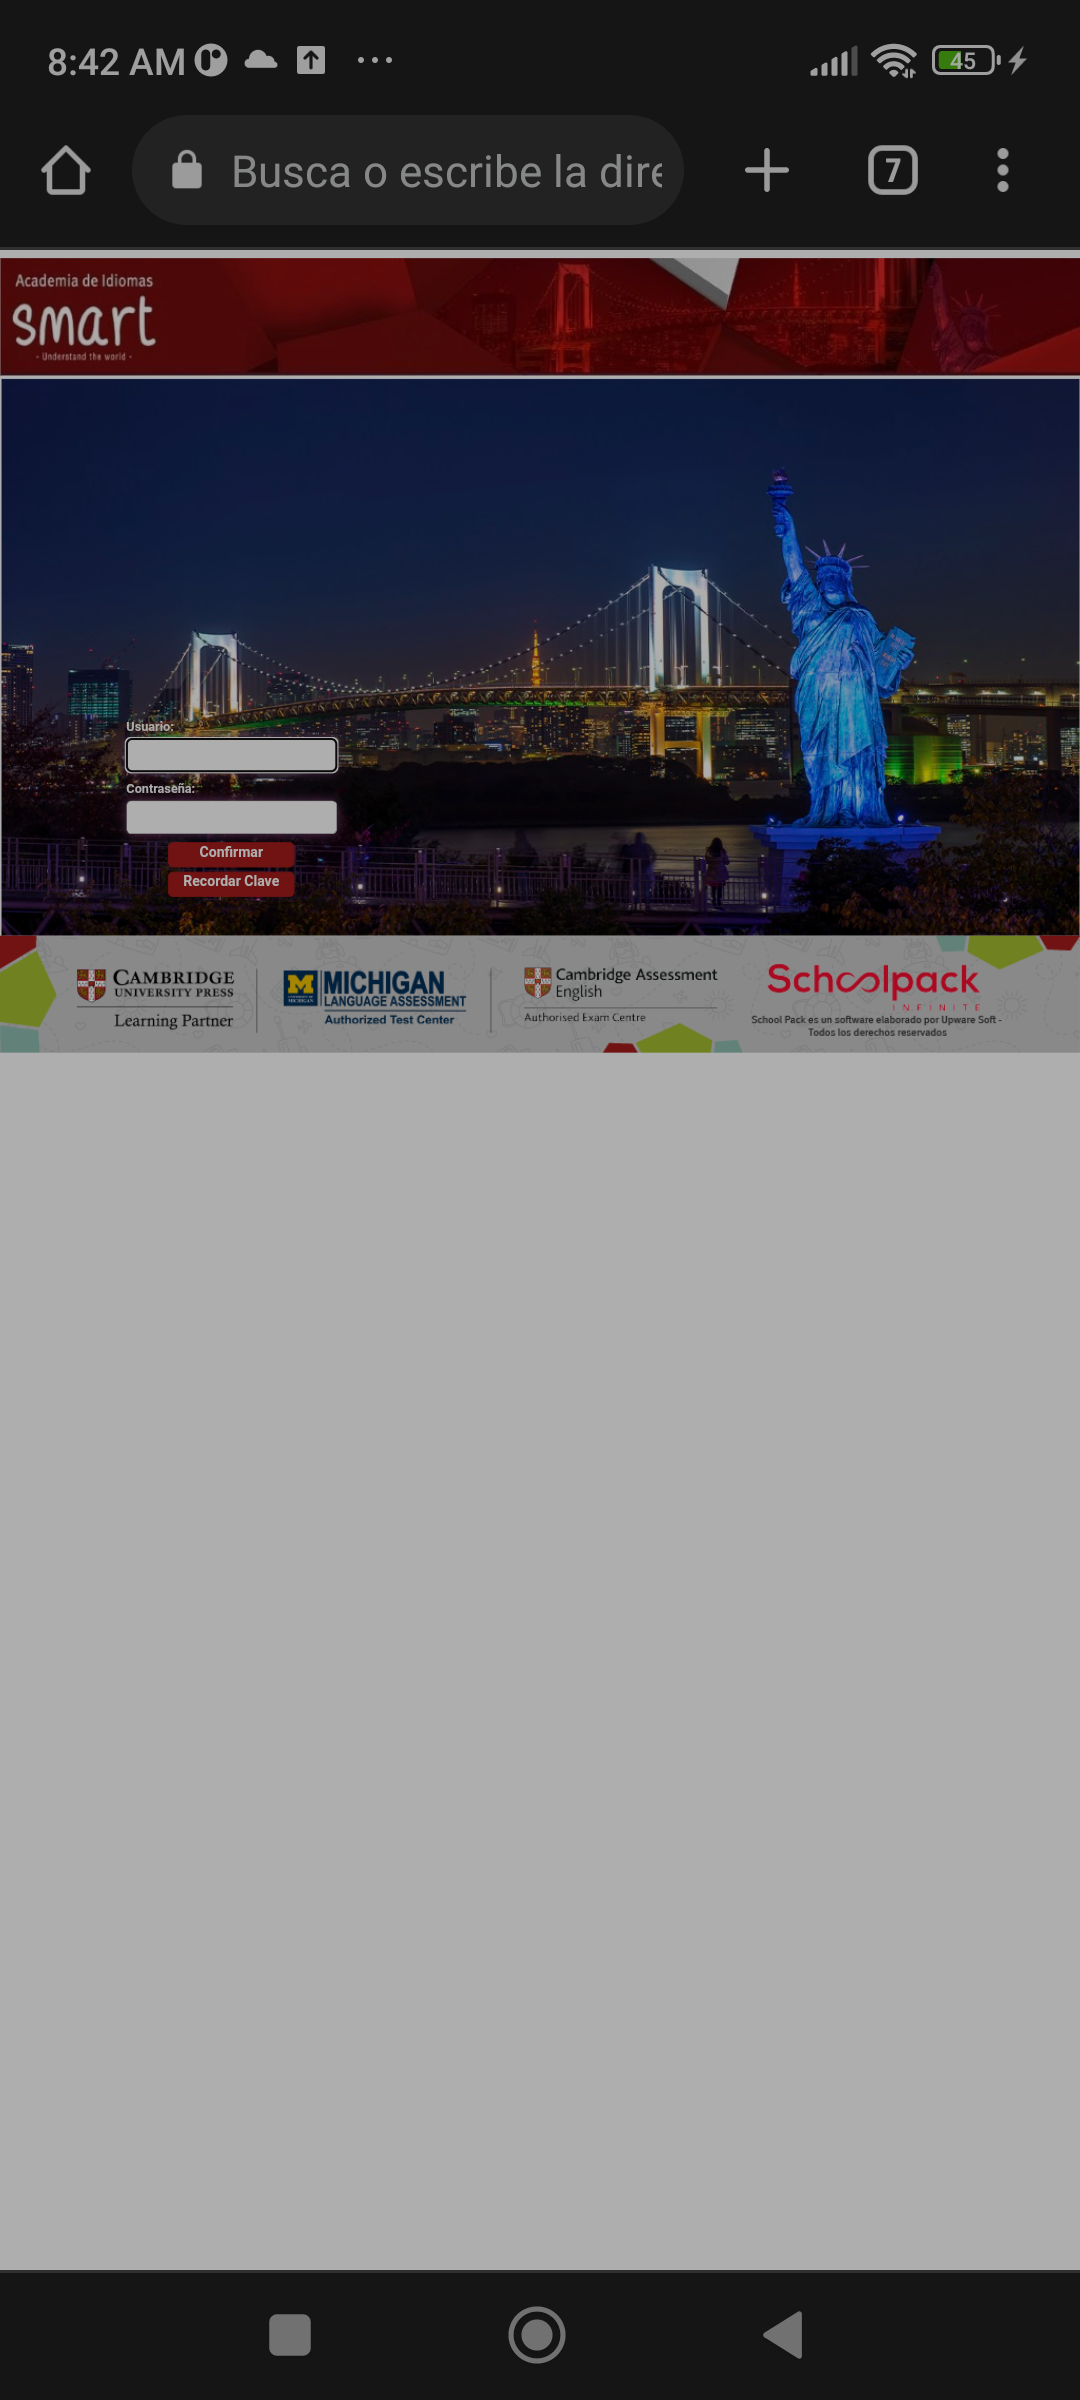 8:42 AM
45
Busca o escribe la dire
7
Academia de Idiomas
smart
- Understand the world -
Usuario:
Contraseña:
Confirmar
Recordar Clave
CAMBRIDGE
UNIVERSITY PRESS
Learning Partner
M
MICHIGAN
LANGUAGE ASSESSMENT
Authorized Test Center
Cambridge Assessment
English
Authorised Exam Centre
Schoolpack
INFINITE
School Pack es un software elaborado por Upware Soft -
Todos los derechos reservados